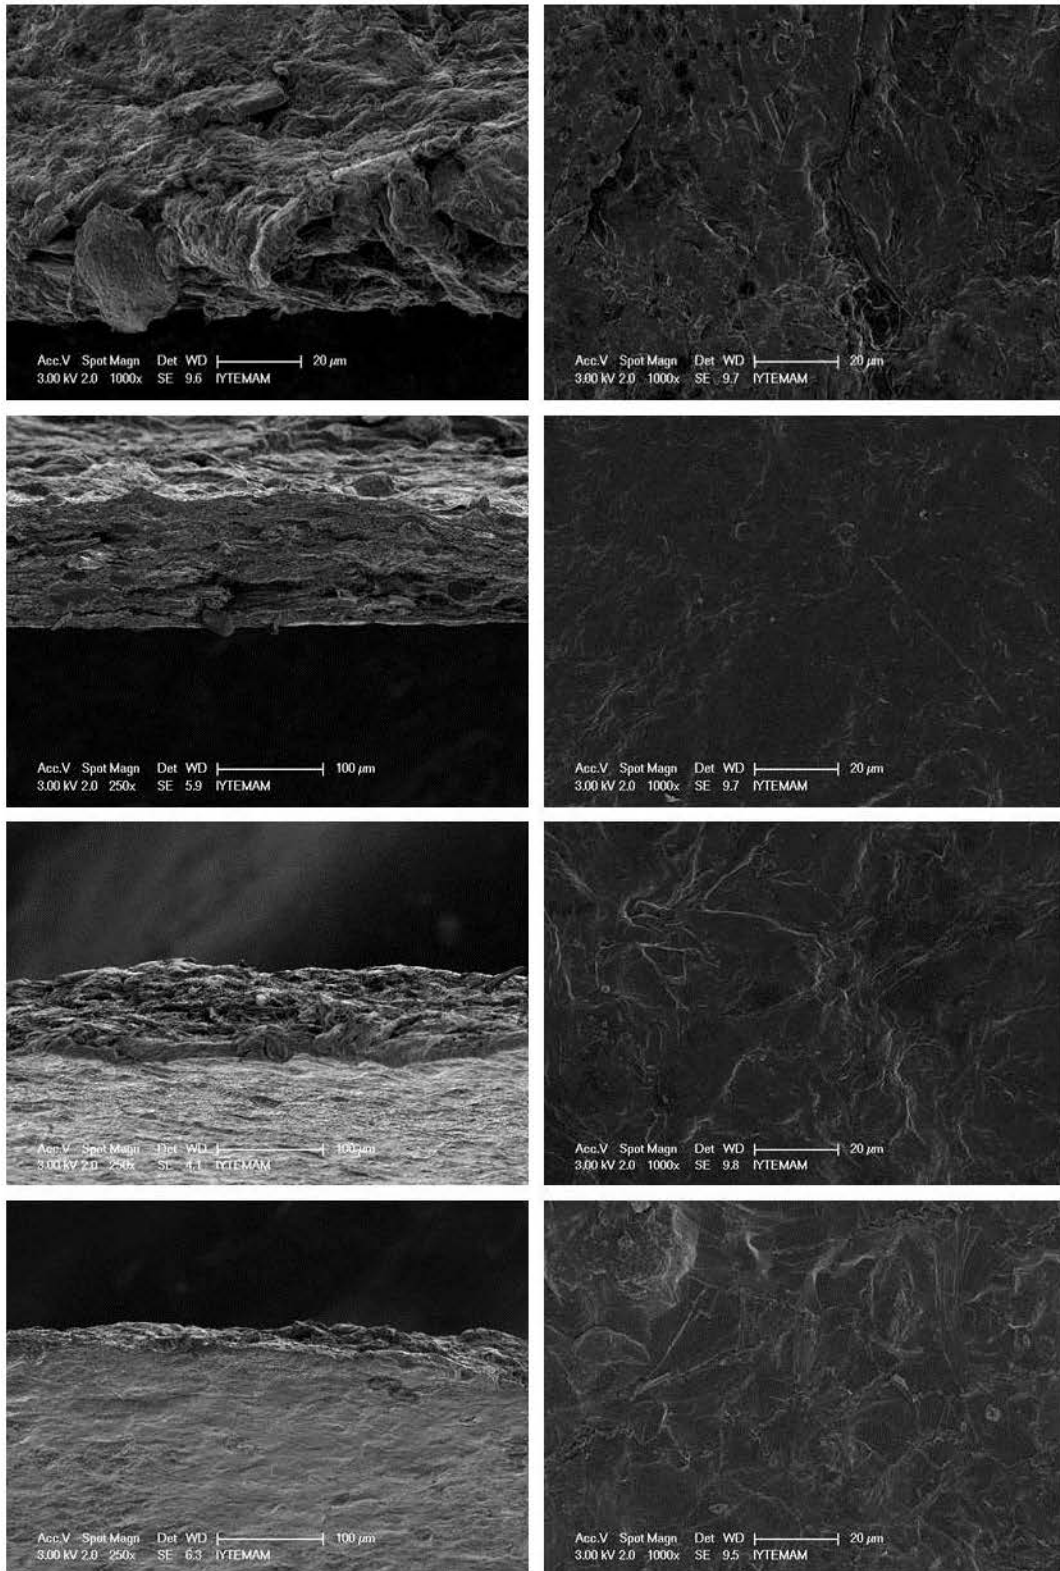 Acc.V Spot Magn Det WD 20 μm
3.00 kV 2.0 1000x SE 9.6 IYTEMAM
Acc.V Spot Magn Det WD 20 μm
3.00 kV 2.0 1000x SE 9.7 IYTEMAM
Acc.V Spot Magn Det WD 100 μm
3.00 kV 2.0 250x SE 5.9 IYTEMAM
Acc.V Spot Magn Det WD 20 μm
3.00 kV 2.0 1000x SE 9.7 IYTEMAM
Acc.V Spot Magn Det WD 100 μm
3.00 kV 2.0 250x SE 4.1 IYTEMAM
Acc.V Spot Magn Det WD 20 μm
3.00 kV 2.0 1000x SE 9.8 IYTEMAM
Acc.V Spot Magn Det WD 100 μm
3.00 kV 2.0 250x SE 6.3 IYTEMAM
Acc.V Spot Magn Det WD 20 μm
3.00 kV 2.0 1000x SE 9.5 IYTEMAM